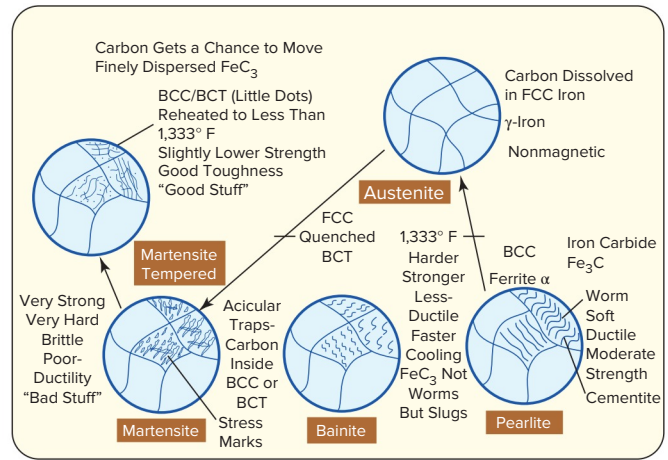 Carbon Gets a Chance to Move
Finely Dispersed FeC3
BCC/BCT (Little Dots)
Reheated to Less Than
1,333° F
Slightly Lower Strength
Good Toughness
“Good Stuff”
Martensite
Tempered
Carbon Dissolved
in FCC Iron
γ-Iron
Nonmagnetic
Austenite
FCC
Quenched
BCT
1,333° F
Harder
Stronger
Less-
Ductile
Faster
Cooling
FeC3 Not
Worms
But Slugs
BCC
Ferrite α
Iron Carbide
Fe3C
Worm
Soft
Ductile
Moderate
Strength
Cementite
Pearlite
Very Strong
Very Hard
Brittle
Poor-
Ductility
“Bad Stuff”
Acicular
Traps-
Carbon
Inside
BCC or
BCT
Stress
Marks
Martensite
Bainite